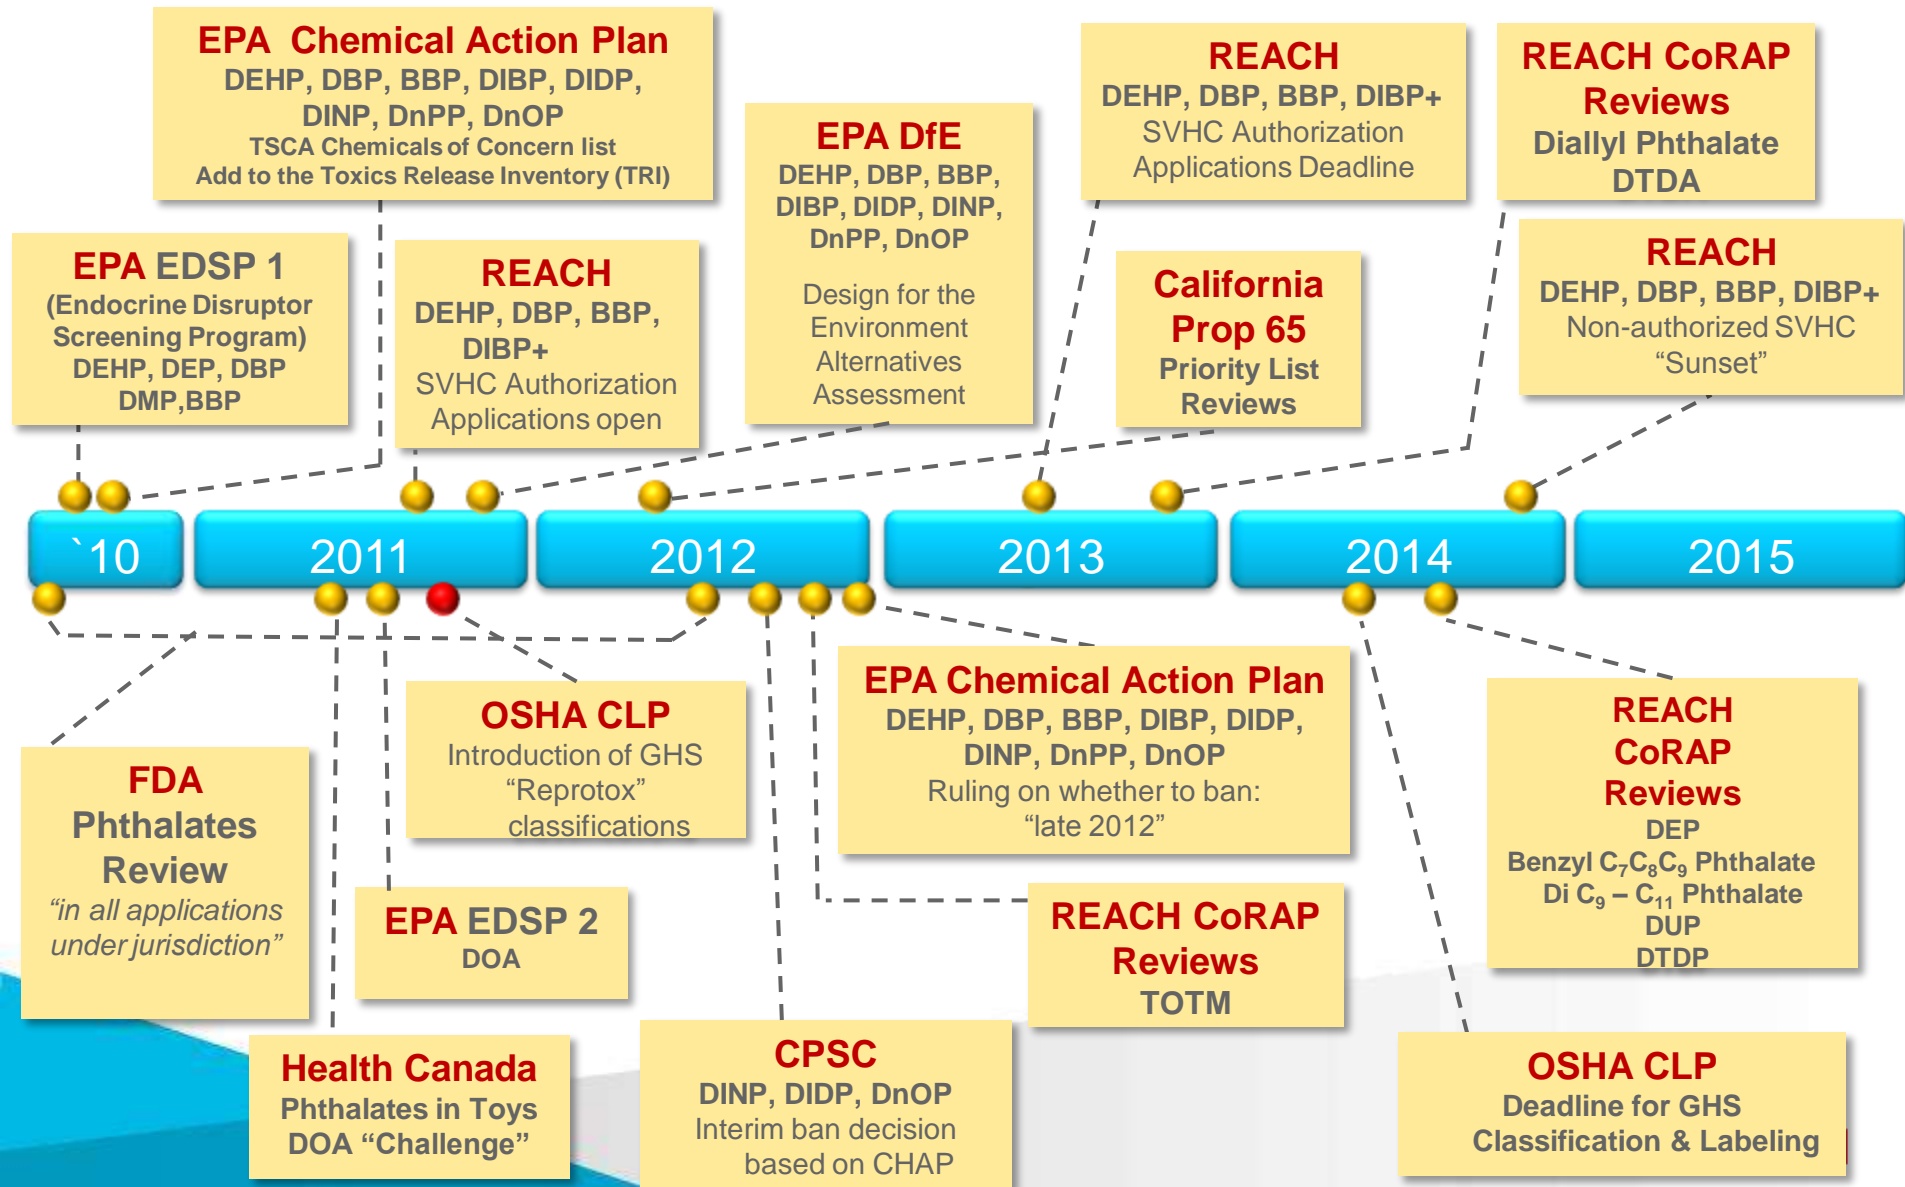 EPA  Chemical Action Plan
DEHP, DBP, BBP, DIBP, DIDP,
DINP, DnPP, DnOP
TSCA Chemicals of Concern list
Add to the Toxics Release Inventory (TRI)
EPA EDSP 1
(Endocrine Disruptor
Screening Program)
DEHP, DEP, DBP
DMP,BBP
REACH
DEHP, DBP, BBP,
DIBP+
SVHC Authorization
Applications open
EPA DfE
DEHP, DBP, BBP,
DIBP, DIDP, DINP,
DnPP, DnOP
Design for the
Environment
Alternatives
Assessment
REACH
DEHP, DBP, BBP, DIBP+
SVHC Authorization
Applications Deadline
California
Prop 65
Priority List
Reviews
REACH CoRAP
Reviews
Diallyl Phthalate
DTDA
REACH
DEHP, DBP, BBP, DIBP+
Non-authorized SVHC
“Sunset”
`10
2011
2012
2013
2014
2015
FDA
Phthalates
Review
“in all applications
under jurisdiction”
Health Canada
Phthalates in Toys
DOA “Challenge”
EPA EDSP 2
DOA
OSHA CLP
Introduction of GHS
“Reprotox”
classifications
CPSC
DINP, DIDP, DnOP
Interim ban decision
based on CHAP
EPA Chemical Action Plan
DEHP, DBP, BBP, DIBP, DIDP,
DINP, DnPP, DnOP
Ruling on whether to ban:
“late 2012”
REACH CoRAP
Reviews
TOTM
REACH
CoRAP
Reviews
DEP
Benzyl C₇C₈C₉ Phthalate
Di C₉ – C₁₁ Phthalate
DUP
DTDP
OSHA CLP
Deadline for GHS
Classification & Labeling